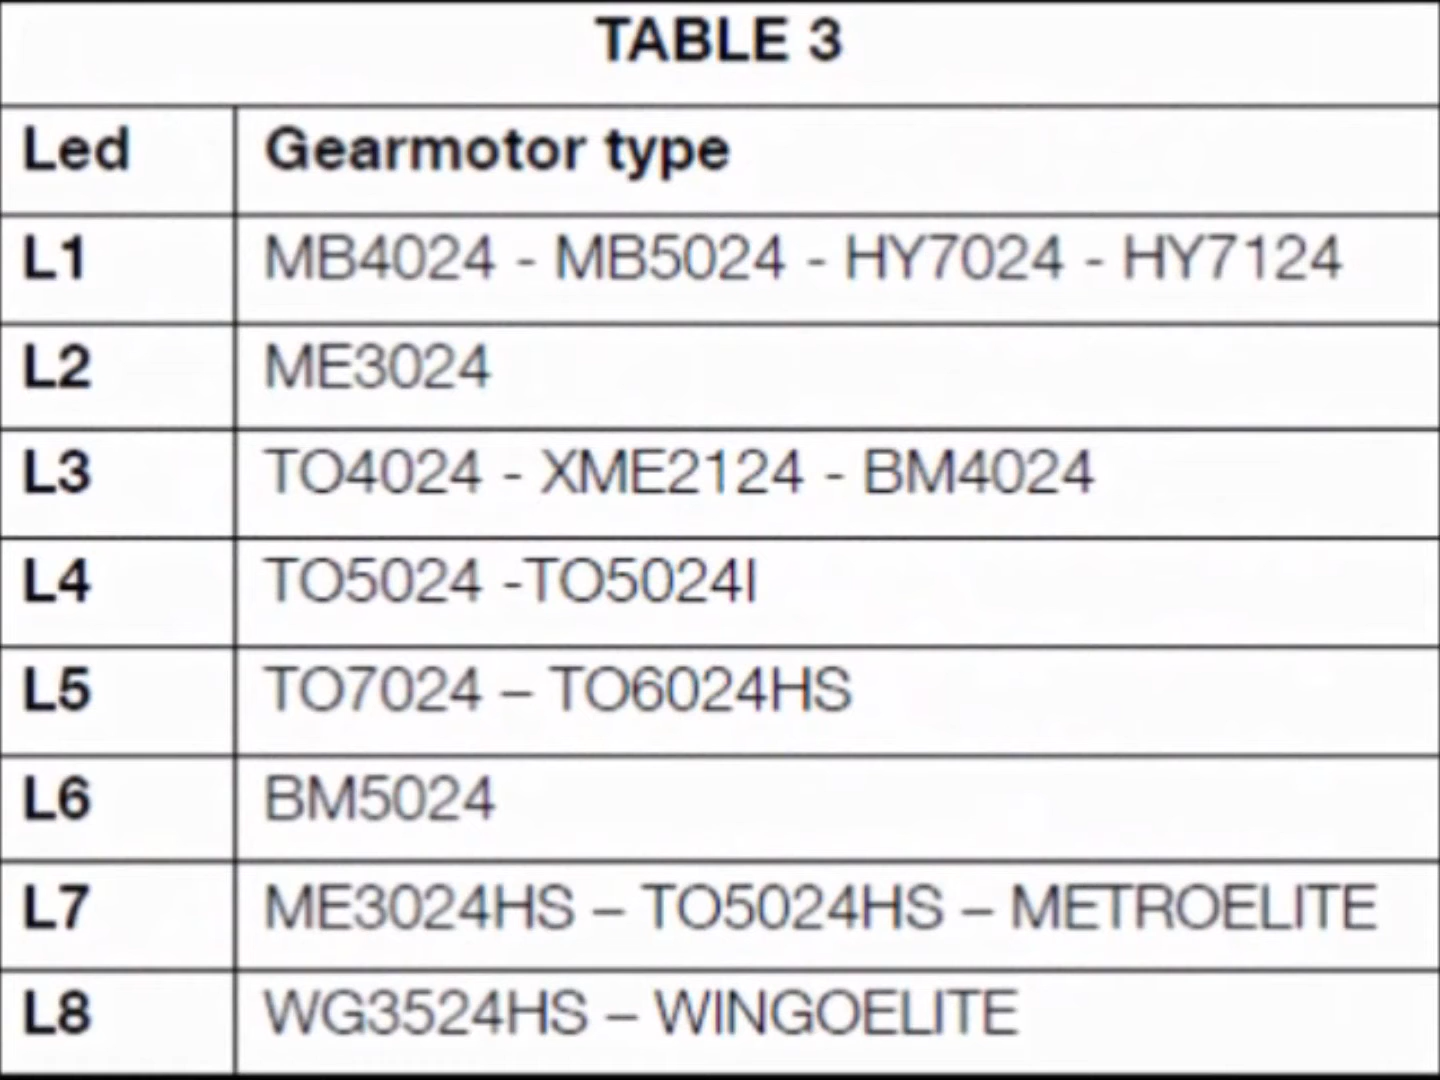 TABLE 3
Led Gearmotor type
L1 MB4024 - MB5024 - HY7024 - HY7124
L2 ME3024
L3 TO4024 - XME2124 - BM4024
L4 TO5024 -TO5024I
L5 TO7024 – TO6024HS
L6 BM5024
L7 ME3024HS – TO5024HS – METROELITE
L8 WG3524HS – WINGOELITE